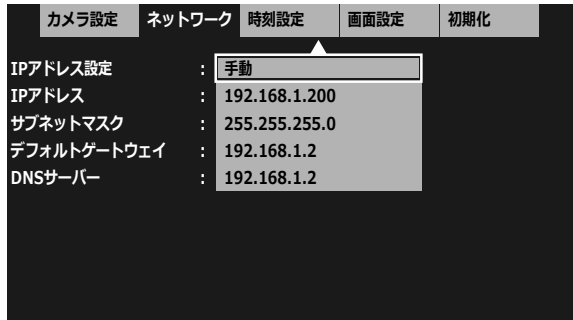 カメラ設定 ネットワーク 時刻設定 画面設定 初期化
IPアドレス設定 : 手動
IPアドレス : 192.168.1.200
サブネットマスク : 255.255.255.0
デフォルトゲートウェイ : 192.168.1.2
DNSサーバー : 192.168.1.2